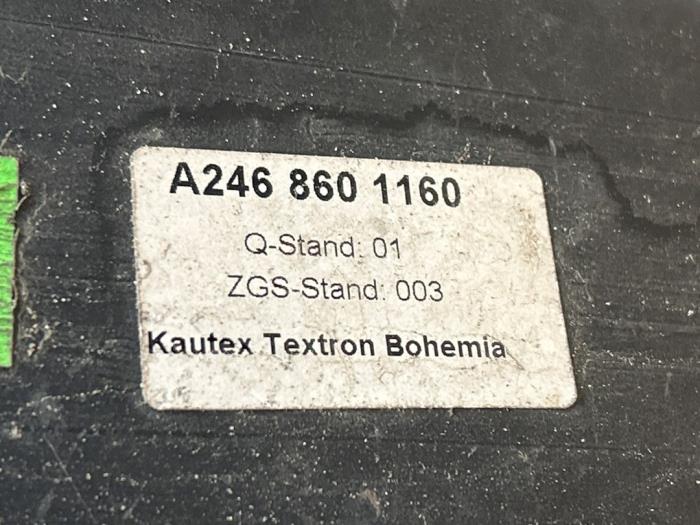 A246 860 1160
Q-Stand: 01
ZGS-Stand: 003
Kautex Textron Bohemia